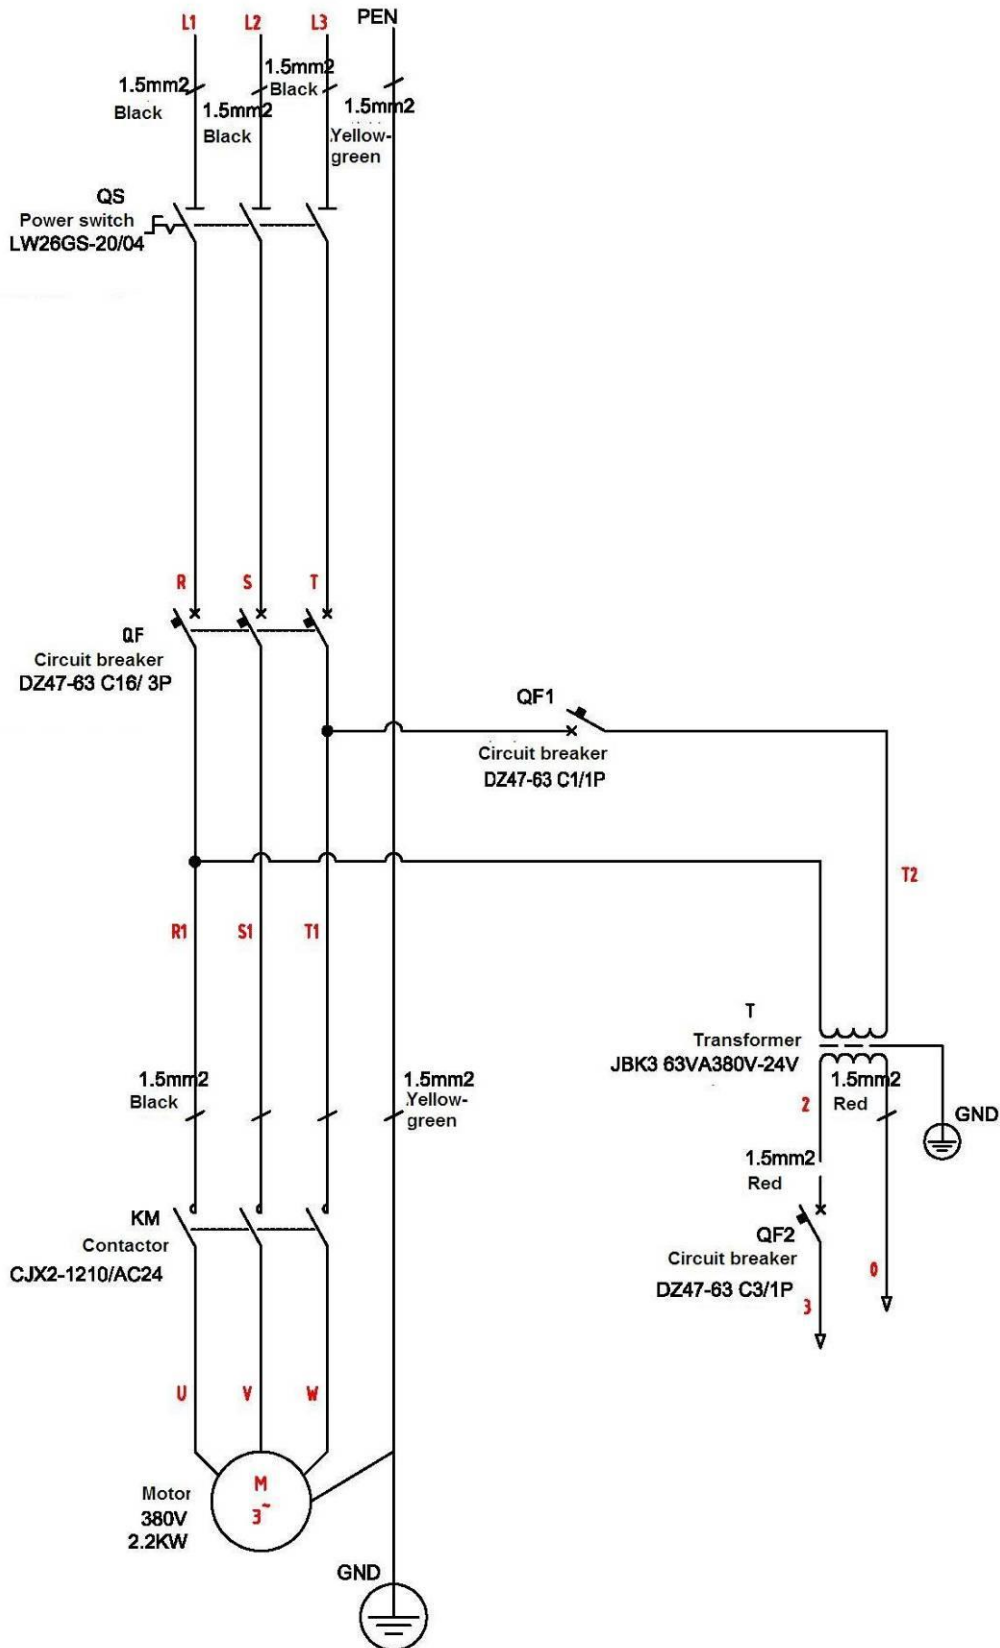 L1
L2
L3
PEN
1.5mm2
Black
1.5mm2
Black
1.5mm2
Black
1.5mm2
Yellow-
green
QS
Power switch
LW26GS-20/04
R
S
T
QF
Circuit breaker
DZ47-63 C16/ 3P
QF1
Circuit breaker
DZ47-63 C1/1P
T2
R1
S1
T1
T
Transformer
JBK3 63VA380V-24V
1.5mm2
Black
1.5mm2
Yellow-
green
2
1.5mm2
Red
GND
1.5mm2
Red
KM
Contactor
CJX2-1210/AC24
QF2
Circuit breaker
DZ47-63 C3/1P
3
0
U
V
W
M
3~
Motor
380V
2.2KW
GND